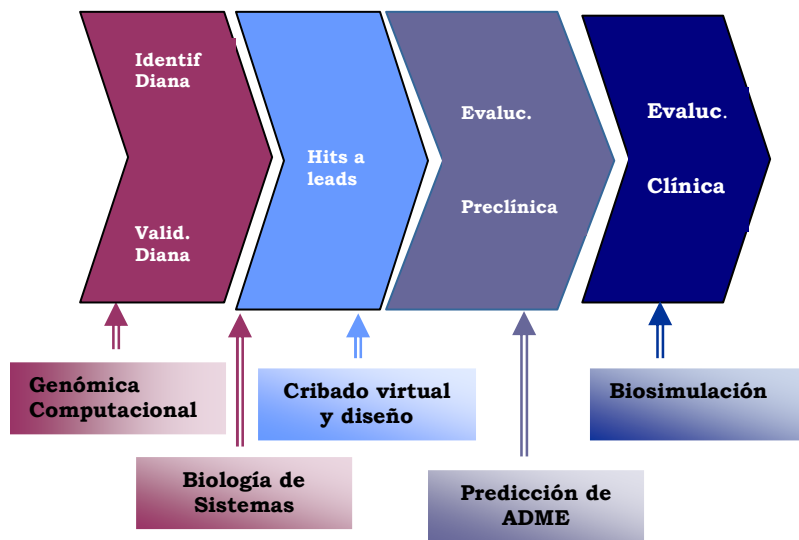 Identif
Diana
Valid.
Diana
Hits a
leads
Evaluc.
Preclínica
Evaluc.
Clínica
Genómica
Computacional
Biología de
Sistemas
Cribado virtual
y diseño
Predicción de
ADME
Biosimulación